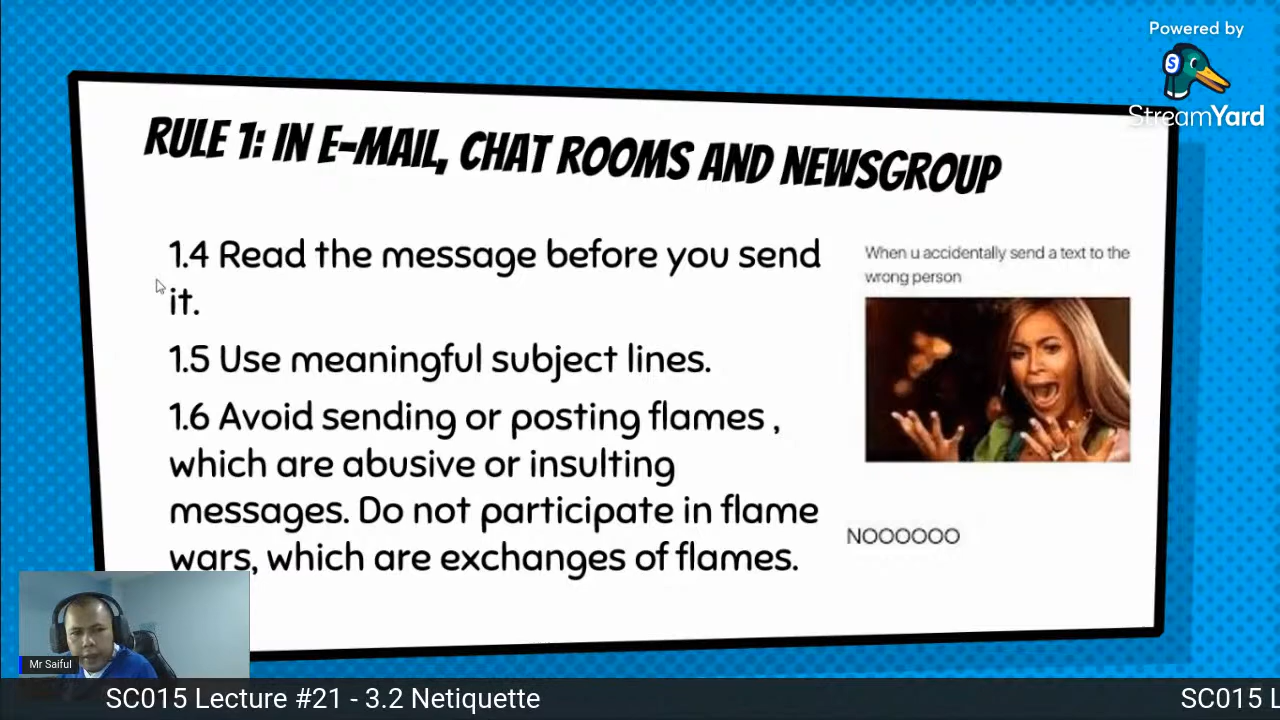 Powered by
StreamYard
RULE 1: IN E-MAIL, CHAT ROOMS AND NEWSGROUP
1.4 Read the message before you send
it.
1.5 Use meaningful subject lines.
1.6 Avoid sending or posting flames ,
which are abusive or insulting
messages. Do not participate in flame
wars, which are exchanges of flames.
When u accidentally send a text to the
wrong person
NOOOOOO
Mr Saiful
SC015 Lecture #21 - 3.2 Netiquette
SC015 L